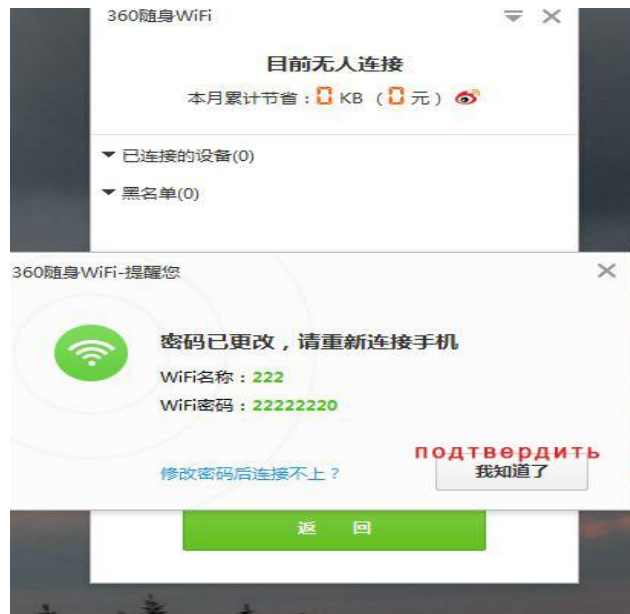 360随身WiFi
目前无人连接
本月累计节省：0 KB（0元）
已连接的设备(0)
黑名单(0)
360随身WiFi-提醒您
密码已更改，请重新连接手机
WiFi名称：222
WiFi密码：22222220
подтвердить
修改密码后连接不上？
我知道了
返 回